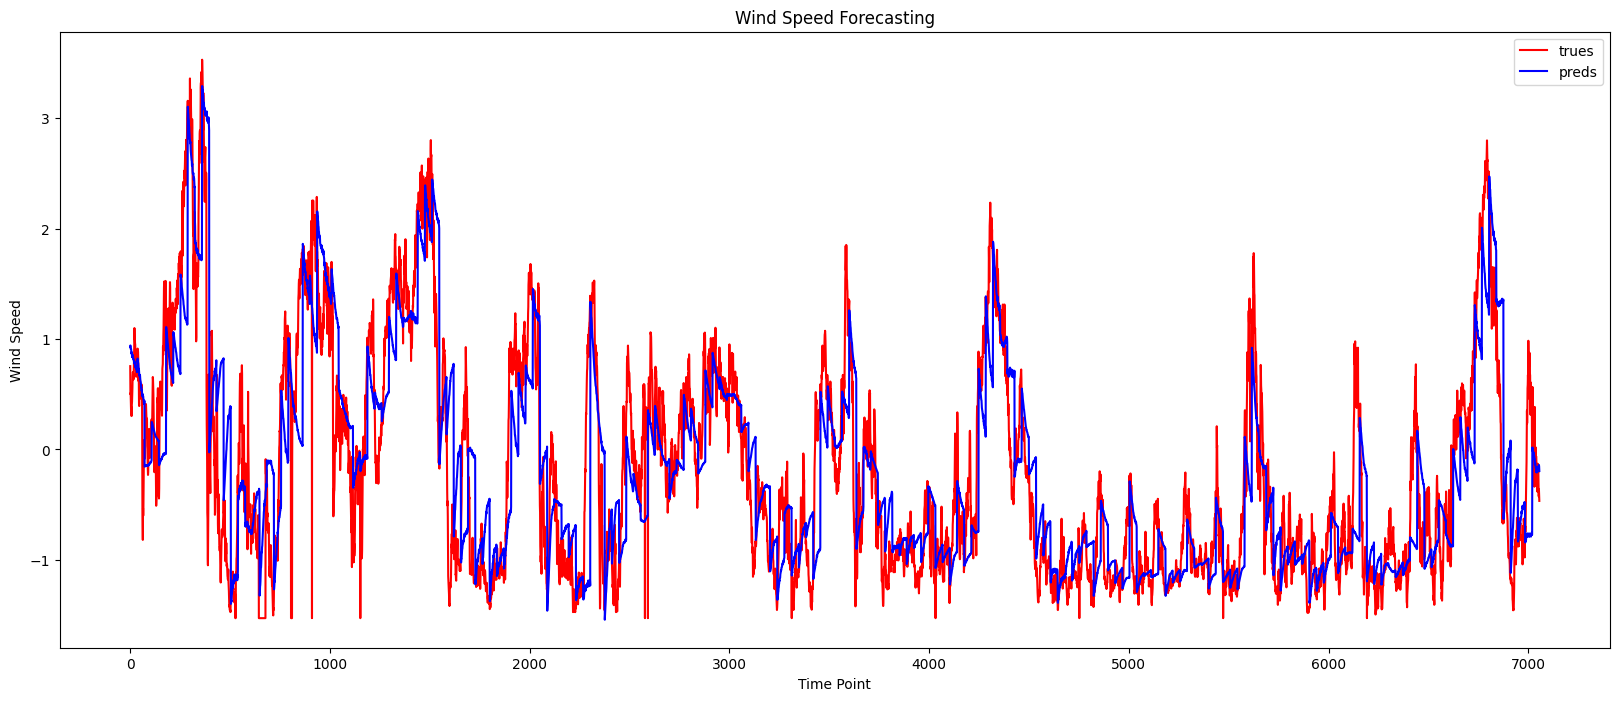 Wind Speed Forecasting
trues
preds
Wind Speed
3
2
1
0
−1
0 1000 2000 3000 4000 5000 6000 7000
Time Point